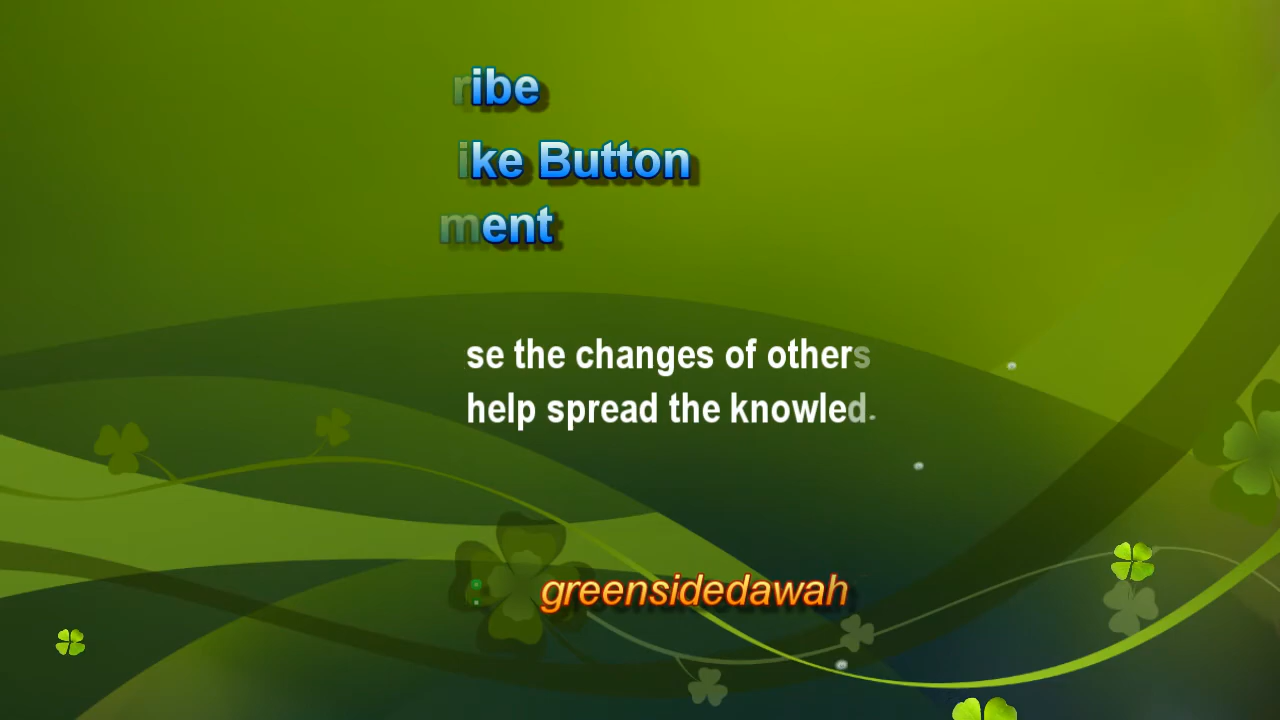 ribe
ike Button
ment
se the changes of others
help spread the knowled.
: greensidedawah